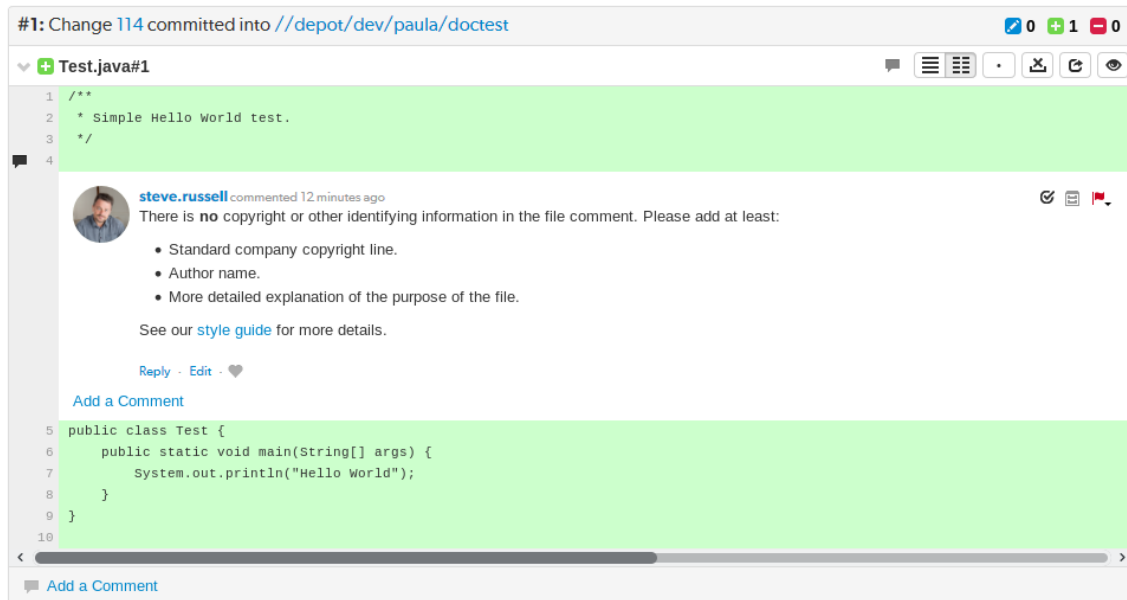 #1: Change 114 committed into //depot/dev/paula/doctest 0 1 0
Test.java#1
1 /**
2  * Simple Hello World test.
3  */
4
steve.russell commented 12 minutes ago
There is no copyright or other identifying information in the file comment. Please add at least:
• Standard company copyright line.
• Author name.
• More detailed explanation of the purpose of the file.
See our style guide for more details.
Reply · Edit ·
Add a Comment
5 public class Test {
6     public static void main(String[] args) {
7         System.out.println("Hello World");
8     }
9 }
10
Add a Comment